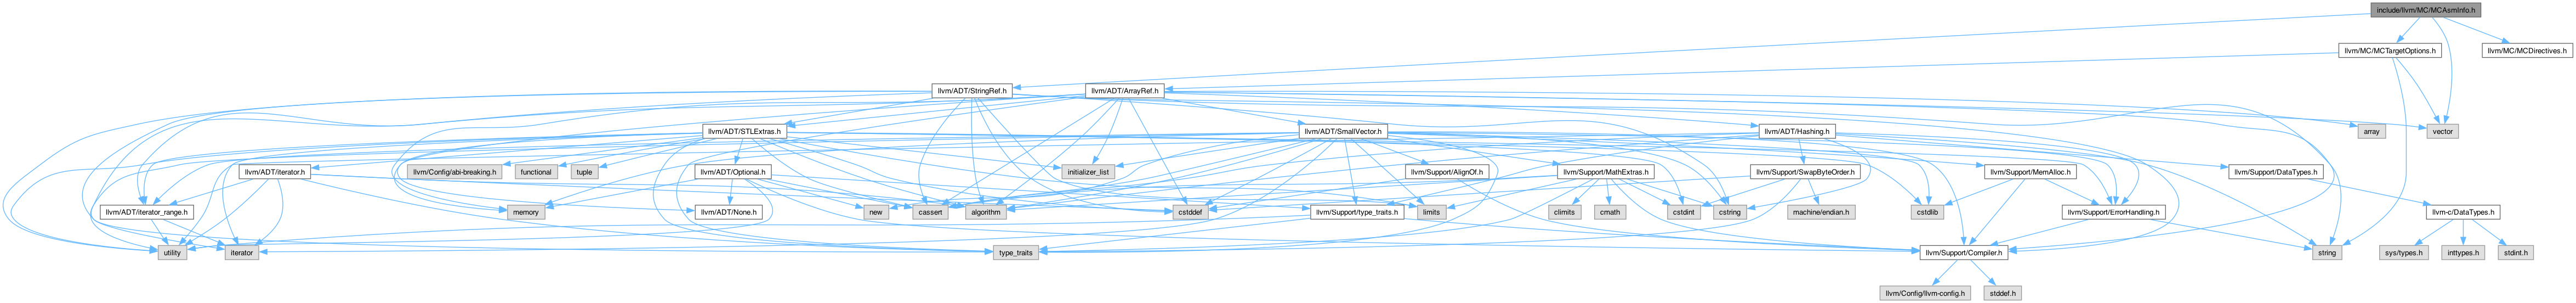 include/llvm/MC/MCAsmInfo.h
llvm/MC/MCTargetOptions.h
llvm/MC/MCDirectives.h
llvm/ADT/StringRef.h
llvm/ADT/ArrayRef.h
llvm/ADT/STLExtras.h
llvm/ADT/SmallVector.h
llvm/ADT/Hashing.h
array
vector
llvm/ADT/iterator.h
llvm/Config/abi-breaking.h
functional
tuple
llvm/ADT/Optional.h
initializer_list
llvm/Support/AlignOf.h
llvm/Support/MathExtras.h
llvm/Support/SwapByteOrder.h
llvm/Support/MemAlloc.h
llvm/Support/DataTypes.h
llvm/ADT/iterator_range.h
memory
llvm/ADT/None.h
new
cassert
algorithm
cstddef
llvm/Support/type_traits.h
limits
climits
cmath
cstdint
cstring
machine/endian.h
cstdlib
llvm/Support/ErrorHandling.h
llvm-c/DataTypes.h
utility
iterator
type_traits
llvm/Support/Compiler.h
string
sys/types.h
inttypes.h
stdint.h
llvm/Config/llvm-config.h
stddef.h